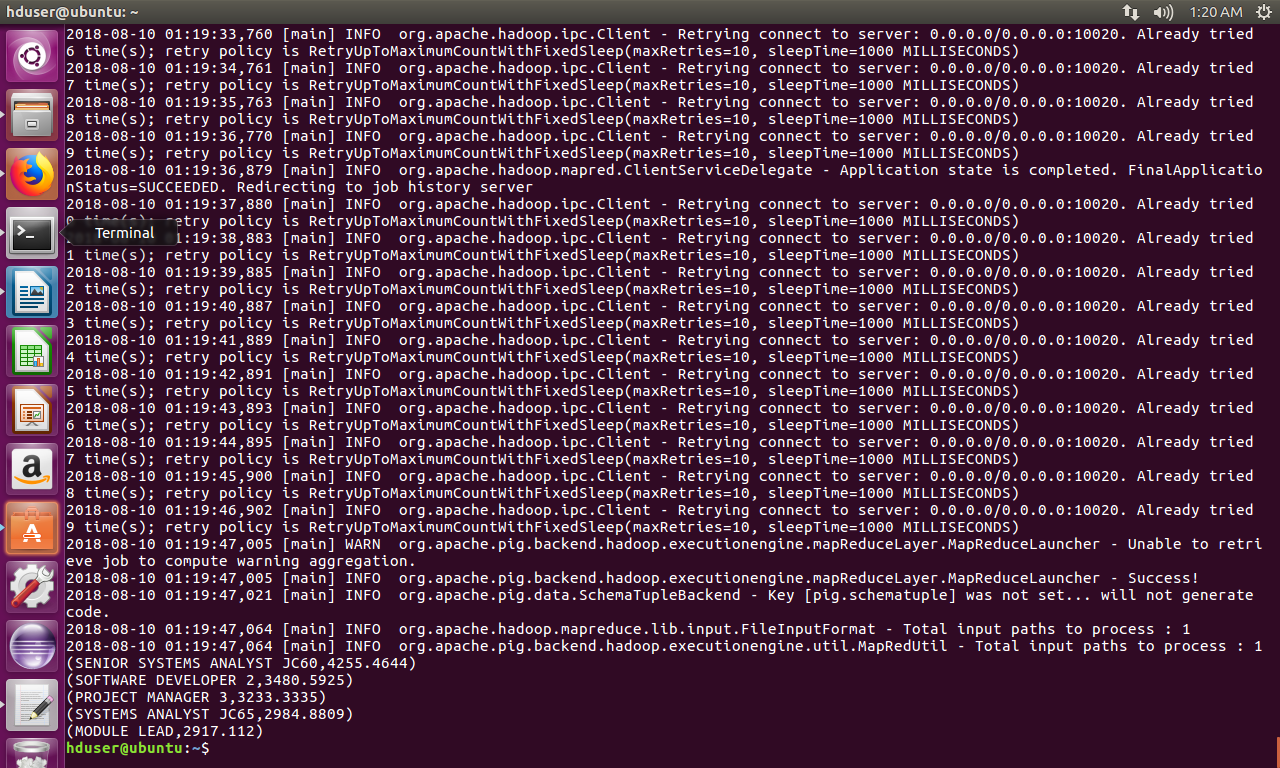 hduser@ubuntu: ~
1:20 AM
2018-08-10 01:19:33,760 [main] INFO  org.apache.hadoop.ipc.Client - Retrying connect to server: 0.0.0.0/0.0.0.0:10020. Already tried
6 time(s); retry policy is RetryUpToMaximumCountWithFixedSleep(maxRetries=10, sleepTime=1000 MILLISECONDS)
2018-08-10 01:19:34,761 [main] INFO  org.apache.hadoop.ipc.Client - Retrying connect to server: 0.0.0.0/0.0.0.0:10020. Already tried
7 time(s); retry policy is RetryUpToMaximumCountWithFixedSleep(maxRetries=10, sleepTime=1000 MILLISECONDS)
2018-08-10 01:19:35,763 [main] INFO  org.apache.hadoop.ipc.Client - Retrying connect to server: 0.0.0.0/0.0.0.0:10020. Already tried
8 time(s); retry policy is RetryUpToMaximumCountWithFixedSleep(maxRetries=10, sleepTime=1000 MILLISECONDS)
2018-08-10 01:19:36,770 [main] INFO  org.apache.hadoop.ipc.Client - Retrying connect to server: 0.0.0.0/0.0.0.0:10020. Already tried
9 time(s); retry policy is RetryUpToMaximumCountWithFixedSleep(maxRetries=10, sleepTime=1000 MILLISECONDS)
2018-08-10 01:19:36,879 [main] INFO  org.apache.hadoop.mapred.ClientServiceDelegate - Application state is completed. FinalApplicatio
nStatus=SUCCEEDED. Redirecting to job history server
2018-08-10 01:19:37,880 [main] INFO  org.apache.hadoop.ipc.Client - Retrying connect to server: 0.0.0.0/0.0.0.0:10020. Already tried
0 time(s); retry policy is RetryUpToMaximumCountWithFixedSleep(maxRetries=10, sleepTime=1000 MILLISECONDS)
Terminal
01:19:38,883 [main] INFO  org.apache.hadoop.ipc.Client - Retrying connect to server: 0.0.0.0/0.0.0.0:10020. Already tried
1 time(s); retry policy is RetryUpToMaximumCountWithFixedSleep(maxRetries=10, sleepTime=1000 MILLISECONDS)
2018-08-10 01:19:39,885 [main] INFO  org.apache.hadoop.ipc.Client - Retrying connect to server: 0.0.0.0/0.0.0.0:10020. Already tried
2 time(s); retry policy is RetryUpToMaximumCountWithFixedSleep(maxRetries=10, sleepTime=1000 MILLISECONDS)
2018-08-10 01:19:40,887 [main] INFO  org.apache.hadoop.ipc.Client - Retrying connect to server: 0.0.0.0/0.0.0.0:10020. Already tried
3 time(s); retry policy is RetryUpToMaximumCountWithFixedSleep(maxRetries=10, sleepTime=1000 MILLISECONDS)
2018-08-10 01:19:41,889 [main] INFO  org.apache.hadoop.ipc.Client - Retrying connect to server: 0.0.0.0/0.0.0.0:10020. Already tried
4 time(s); retry policy is RetryUpToMaximumCountWithFixedSleep(maxRetries=10, sleepTime=1000 MILLISECONDS)
2018-08-10 01:19:42,891 [main] INFO  org.apache.hadoop.ipc.Client - Retrying connect to server: 0.0.0.0/0.0.0.0:10020. Already tried
5 time(s); retry policy is RetryUpToMaximumCountWithFixedSleep(maxRetries=10, sleepTime=1000 MILLISECONDS)
2018-08-10 01:19:43,893 [main] INFO  org.apache.hadoop.ipc.Client - Retrying connect to server: 0.0.0.0/0.0.0.0:10020. Already tried
6 time(s); retry policy is RetryUpToMaximumCountWithFixedSleep(maxRetries=10, sleepTime=1000 MILLISECONDS)
2018-08-10 01:19:44,895 [main] INFO  org.apache.hadoop.ipc.Client - Retrying connect to server: 0.0.0.0/0.0.0.0:10020. Already tried
7 time(s); retry policy is RetryUpToMaximumCountWithFixedSleep(maxRetries=10, sleepTime=1000 MILLISECONDS)
2018-08-10 01:19:45,900 [main] INFO  org.apache.hadoop.ipc.Client - Retrying connect to server: 0.0.0.0/0.0.0.0:10020. Already tried
8 time(s); retry policy is RetryUpToMaximumCountWithFixedSleep(maxRetries=10, sleepTime=1000 MILLISECONDS)
2018-08-10 01:19:46,902 [main] INFO  org.apache.hadoop.ipc.Client - Retrying connect to server: 0.0.0.0/0.0.0.0:10020. Already tried
9 time(s); retry policy is RetryUpToMaximumCountWithFixedSleep(maxRetries=10, sleepTime=1000 MILLISECONDS)
2018-08-10 01:19:47,005 [main] WARN  org.apache.pig.backend.hadoop.executionengine.mapReduceLayer.MapReduceLauncher - Unable to retri
eve job to compute warning aggregation.
2018-08-10 01:19:47,005 [main] INFO  org.apache.pig.backend.hadoop.executionengine.mapReduceLayer.MapReduceLauncher - Success!
2018-08-10 01:19:47,021 [main] INFO  org.apache.pig.data.SchemaTupleBackend - Key [pig.schematuple] was not set... will not generate
code.
2018-08-10 01:19:47,064 [main] INFO  org.apache.hadoop.mapreduce.lib.input.FileInputFormat - Total input paths to process : 1
2018-08-10 01:19:47,064 [main] INFO  org.apache.pig.backend.hadoop.executionengine.util.MapRedUtil - Total input paths to process : 1
(SENIOR SYSTEMS ANALYST JC60,4255.4644)
(SOFTWARE DEVELOPER 2,3480.5925)
(PROJECT MANAGER 3,3233.3335)
(SYSTEMS ANALYST JC65,2984.8809)
(MODULE LEAD,2917.112)
hduser@ubuntu:~$